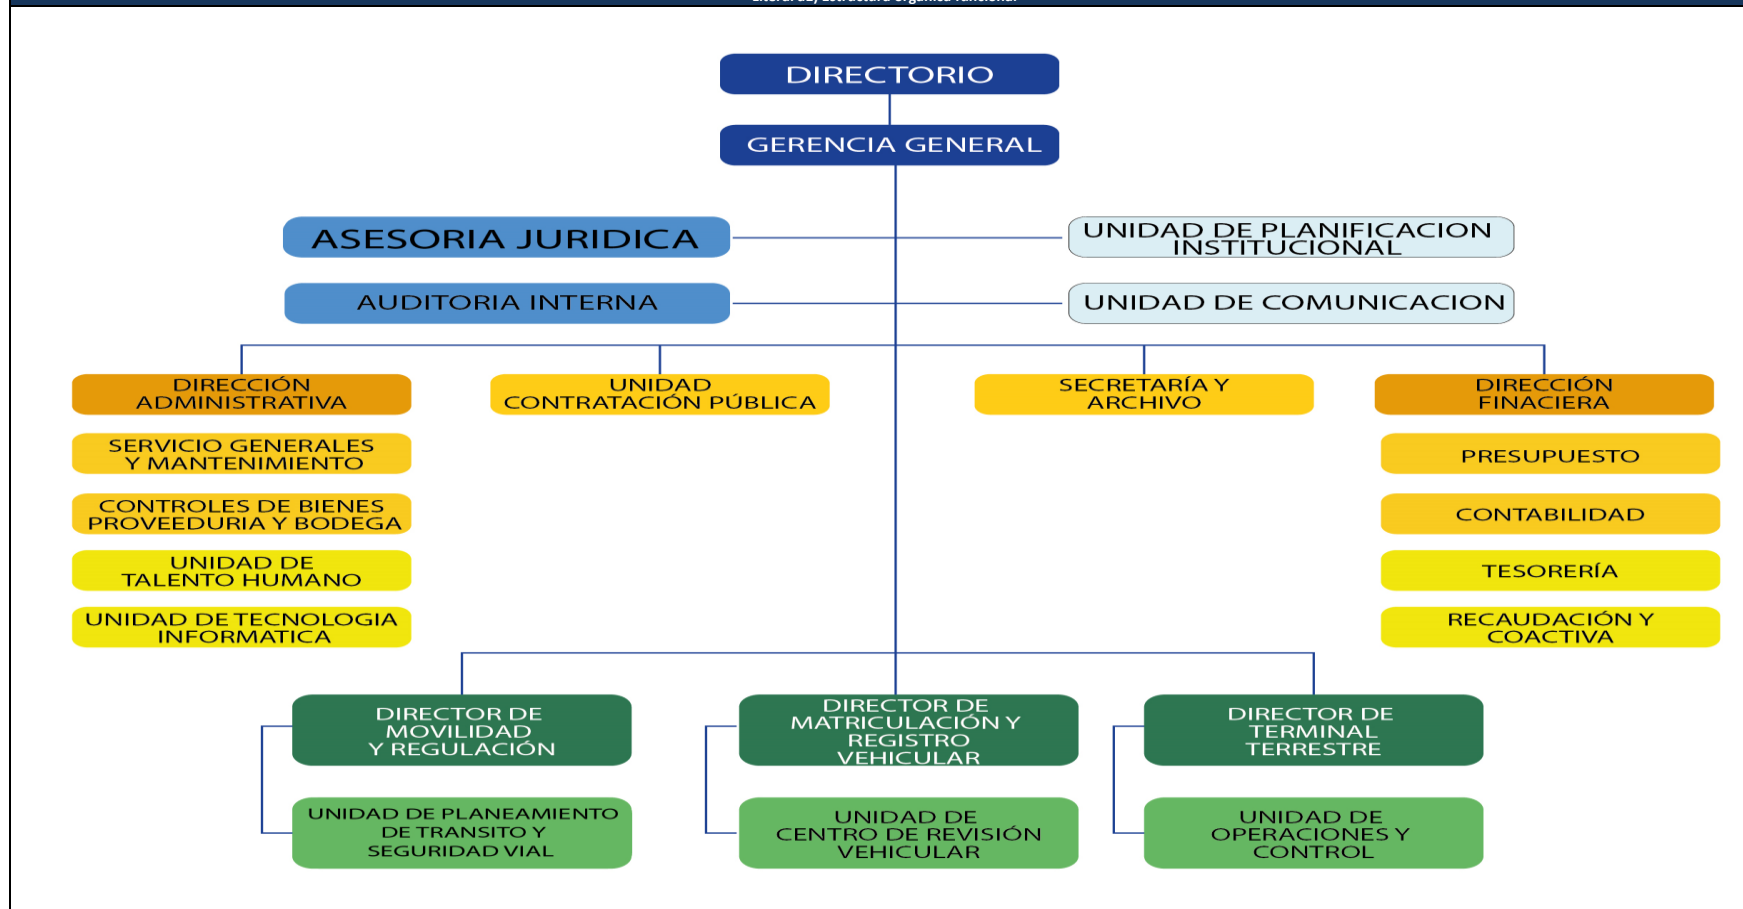 DIRECTORIO
GERENCIA GENERAL
ASESORIA JURIDICA
UNIDAD DE PLANIFICACION
INSTITUCIONAL
AUDITORIA INTERNA
UNIDAD DE COMUNICACION
DIRECCIÓN
ADMINISTRATIVA
UNIDAD
CONTRATACIÓN PÚBLICA
SECRETARÍA Y
ARCHIVO
DIRECCIÓN
FINACIERA
SERVICIO GENERALES
Y MANTENIMIENTO
PRESUPUESTO
CONTROLES DE BIENES
PROVEEDURIA Y BODEGA
CONTABILIDAD
UNIDAD DE
TALENTO HUMANO
TESORERÍA
UNIDAD DE TECNOLOGIA
INFORMATICA
RECAUDACIÓN Y
COACTIVA
DIRECTOR DE
MOVILIDAD
Y REGULACIÓN
DIRECTOR DE
MATRICULACIÓN Y
REGISTRO
VEHICULAR
DIRECTOR DE
TERMINAL
TERRESTRE
UNIDAD DE PLANEAMIENTO
DE TRANSITO Y
SEGURIDAD VIAL
UNIDAD DE
CENTRO DE REVISIÓN
VEHICULAR
UNIDAD DE
OPERACIONES Y
CONTROL